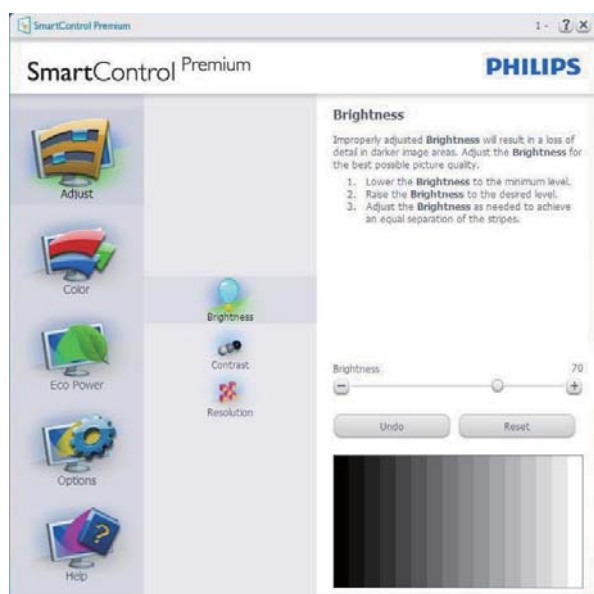 SmartControl Premium
1 - ? X
SmartControl Premium
PHILIPS
Adjust
Color
Eco Power
Options
Help
Brightness
Contrast
Resolution
Brightness
Improperly adjusted Brightness will result in a loss of
detail in darker image areas. Adjust the Brightness for
the best possible picture quality.
1. Lower the Brightness to the minimum level.
2. Raise the Brightness to the desired level.
3. Adjust the Brightness as needed to achieve
an equal separation of the stripes.
Brightness 70
Undo Reset